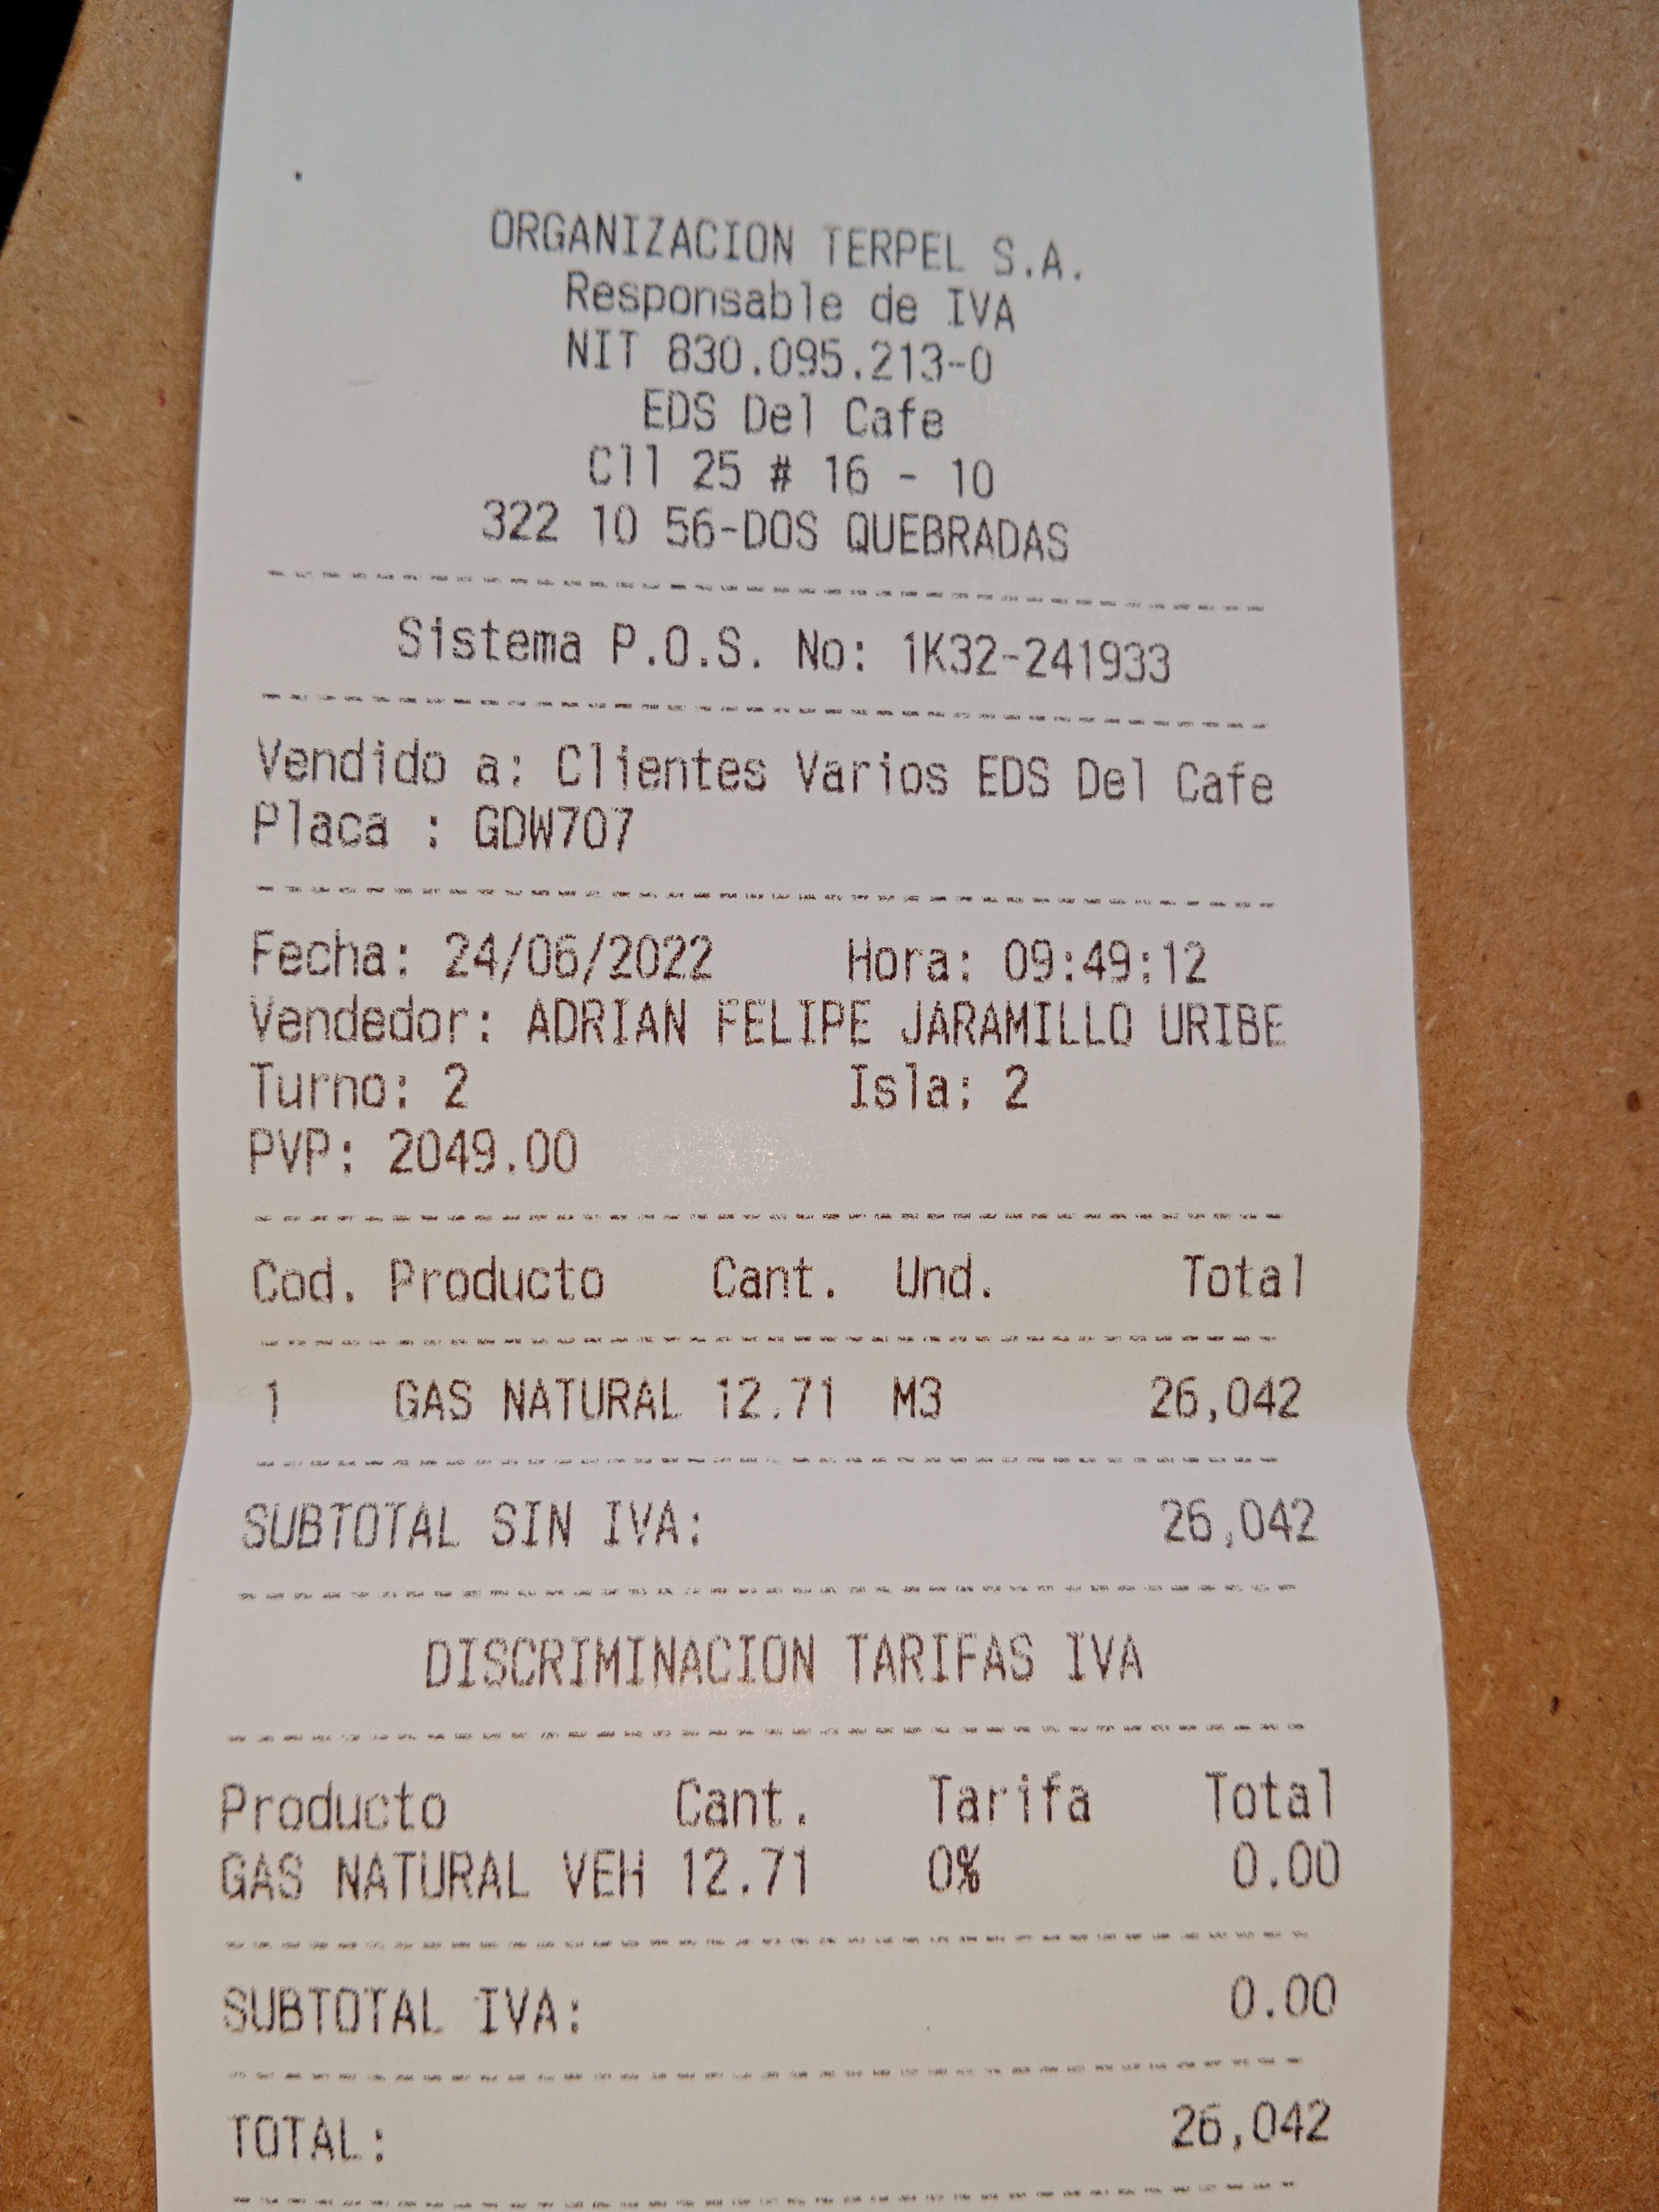 ORGANIZACION TERPEL S.A.
Responsable de IVA
NIT 830.095.213-0
EDS Del Cafe
Cll 25 # 16 - 10
322 10 56-DOS QUEBRADAS
Sistema P.O.S. No: 1K32-241933
Vendido a: Clientes Varios EDS Del Cafe
Placa : GDW707
Fecha: 24/06/2022 Hora: 09:49:12
Vendedor: ADRIAN FELIPE JARAMILLO URIBE
Turno: 2 Isla: 2
PVP: 2049.00
Cod. Producto Cant. Und. Total
1 GAS NATURAL 12.71 M3 26,042
SUBTOTAL SIN IVA: 26,042
DISCRIMINACION TARIFAS IVA
Producto Cant. Tarifa Total
GAS NATURAL VEH 12.71 0% 0.00
SUBTOTAL IVA: 0.00
TOTAL: 26,042